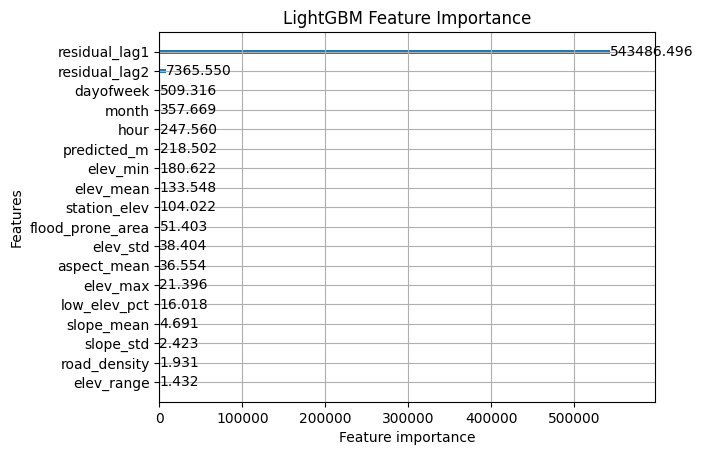 LightGBM Feature Importance
residual_lag1 543486.496
residual_lag2 7365.550
dayofweek 509.316
month 357.669
hour 247.560
predicted_m 218.502
elev_min 180.622
elev_mean 133.548
station_elev 104.022
flood_prone_area 51.403
elev_std 38.404
aspect_mean 36.554
elev_max 21.396
low_elev_pct 16.018
slope_mean 4.691
slope_std 2.423
road_density 1.931
elev_range 1.432
Features
0 100000 200000 300000 400000 500000
Feature importance